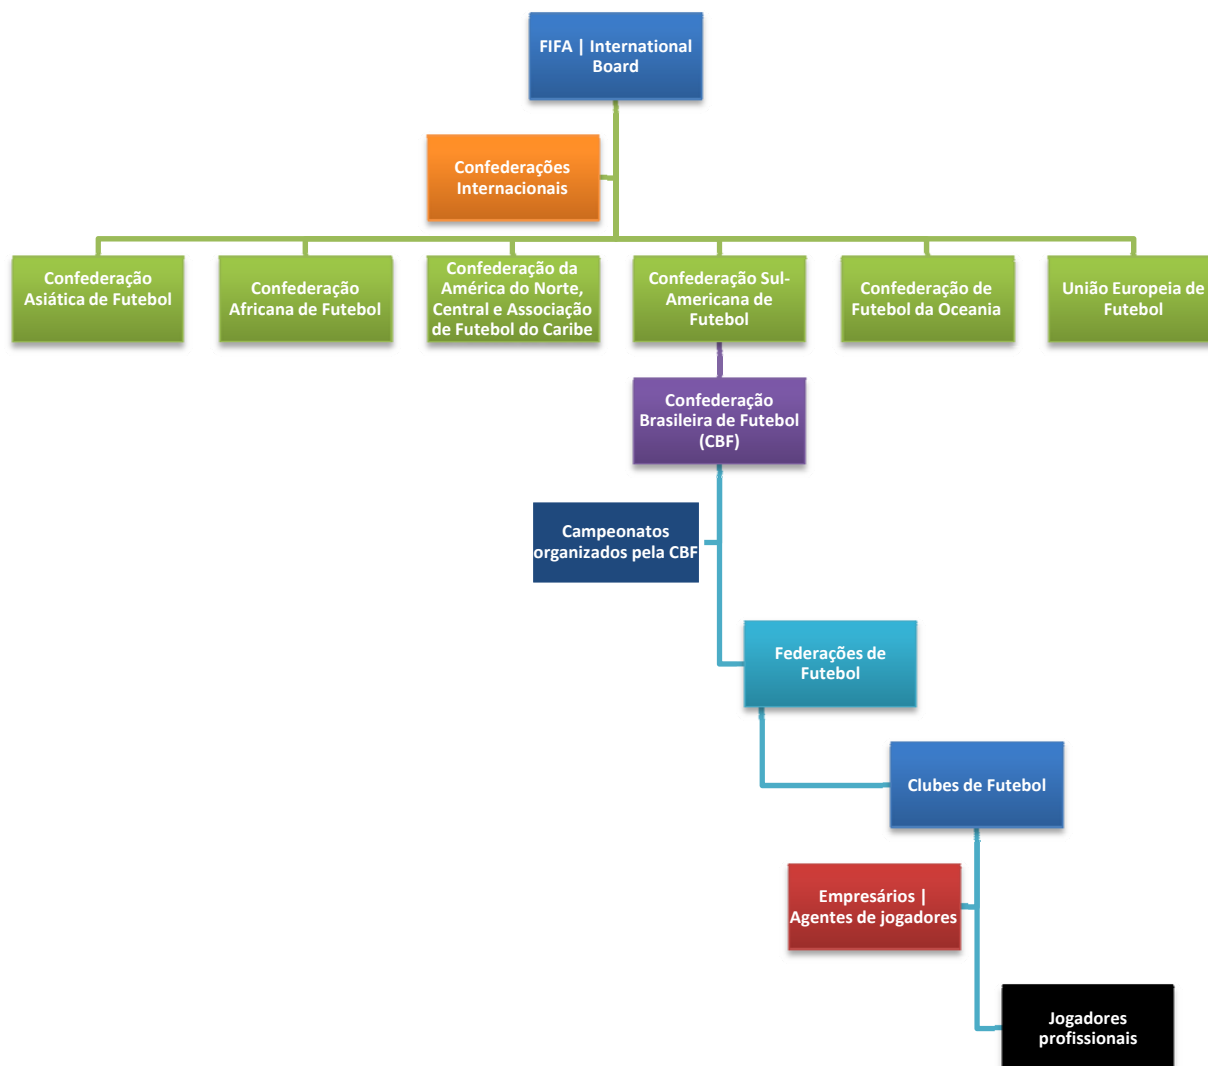 FIFA | International
Board
Confederações
Internacionais
Confederação
Asiática de Futebol
Confederação
Africana de Futebol
Confederação da
América do Norte,
Central e Associação
de Futebol do Caribe
Confederação Sul-
Americana de
Futebol
Confederação de
Futebol da Oceania
União Europeia de
Futebol
Confederação
Brasileira de Futebol
(CBF)
Campeonatos
organizados pela CBF
Federações de
Futebol
Clubes de Futebol
Empresários |
Agentes de jogadores
Jogadores
profissionais